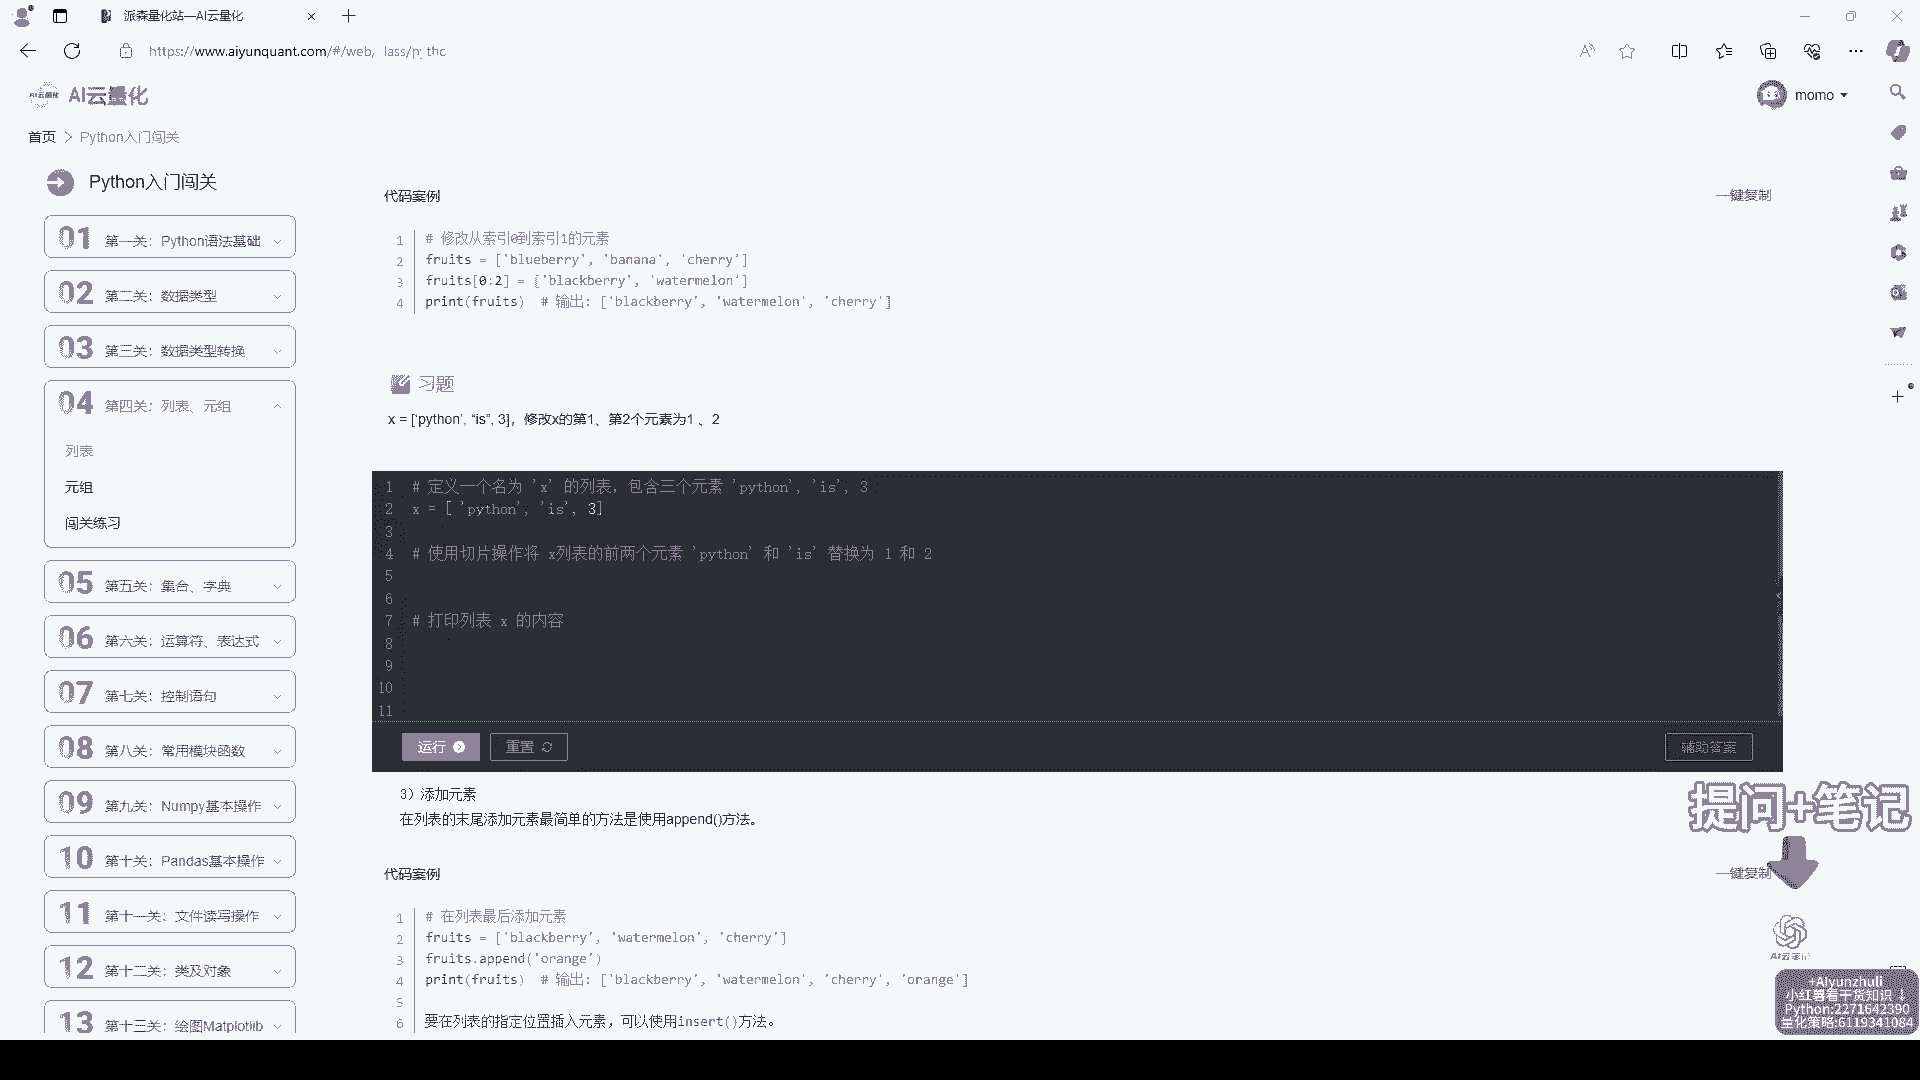 派森量化站—AI云量化
https://www.aiyunquant.com/#/web,
AI云量化
momo
首页 > Python入门闯关
Python入门闯关
01 第一关：Python语法基础
02 第二关：数据类型
03 第三关：数据类型转换
04 第四关：列表、元组
列表
元组
闯关练习
05 第五关：集合、字典
06 第六关：运算符、表达式
07 第七关：控制语句
08 第八关：常用模块函数
09 第九关：Numpy基本操作
10 第十关：Pandas基本操作
11 第十一关：文件读写操作
12 第十二关：类及对象
13 第十三关：绘图Matplotlib
代码案例
一键复制
1 # 修改从索引0到索引1的元素
2 fruits = ['blueberry', 'banana', 'cherry']
3 fruits[0:2] = ['blackberry', 'watermelon']
4 print(fruits)  # 输出: ['blackberry', 'watermelon', 'cherry']
习题
x = ['python', "is", 3]，修改x的第1、第2个元素为1 、2
1 # 定义一个名为 'x' 的列表，包含三个元素 'python', 'is', 3
2 x = [ 'python', 'is', 3]
3
4 # 使用切片操作将 x列表的前两个元素 'python' 和 'is' 替换为 1 和 2
5
6
7 # 打印列表 x 的内容
8
9
10
11
运行
重置
辅助答案
3）添加元素
在列表的末尾添加元素最简单的方法是使用append()方法。
代码案例
一键复制
1 # 在列表最后添加元素
2 fruits = ['blackberry', 'watermelon', 'cherry']
3 fruits.append('orange')
4 print(fruits)  # 输出: ['blackberry', 'watermelon', 'cherry', 'orange']
5
6 要在列表的指定位置插入元素，可以使用insert()方法。
提问+笔记
+AIyunzhuli
小红薯看干货知识 ↓
Python:2271642390
量化策略:6119341084